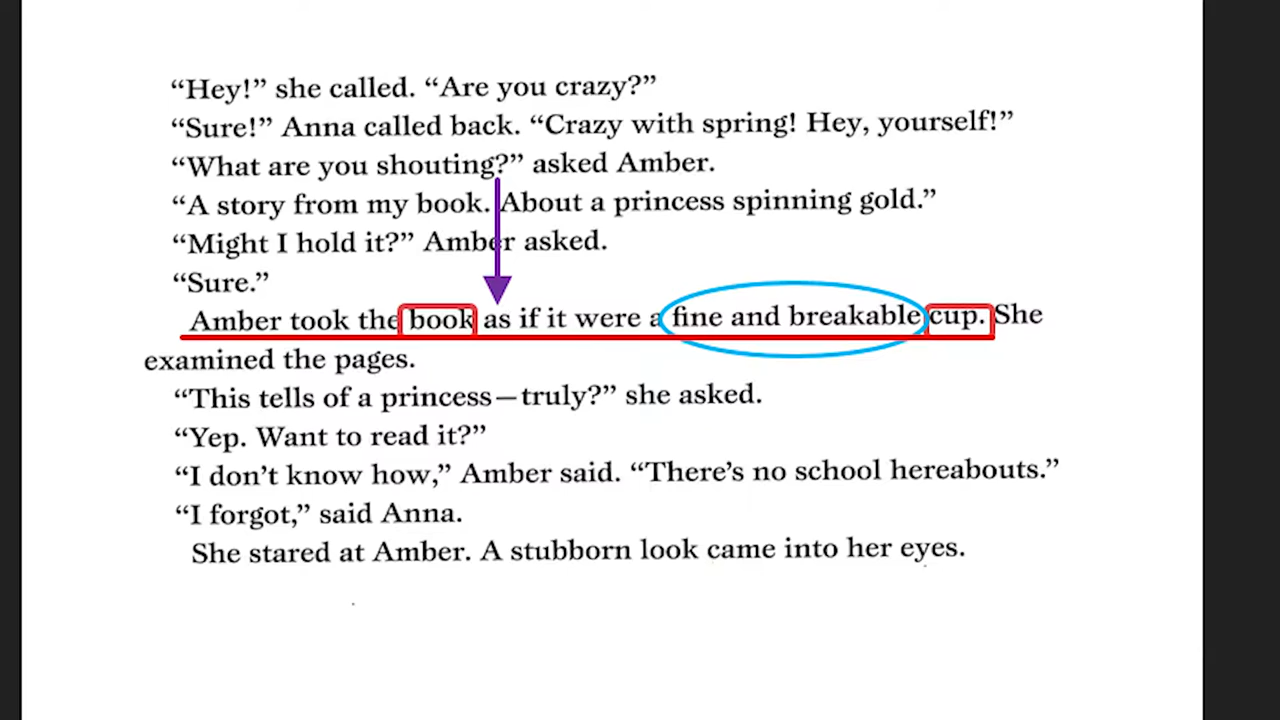 “Hey!” she called. “Are you crazy?”
“Sure!” Anna called back. “Crazy with spring! Hey, yourself!”
“What are you shouting?” asked Amber.
“A story from my book. About a princess spinning gold.”
“Might I hold it?” Amber asked.
“Sure.”
Amber took the book as if it were a fine and breakable cup. She
examined the pages.
“This tells of a princess—truly?” she asked.
“Yep. Want to read it?”
“I don’t know how,” Amber said. “There’s no school hereabouts.”
“I forgot,” said Anna.
She stared at Amber. A stubborn look came into her eyes.